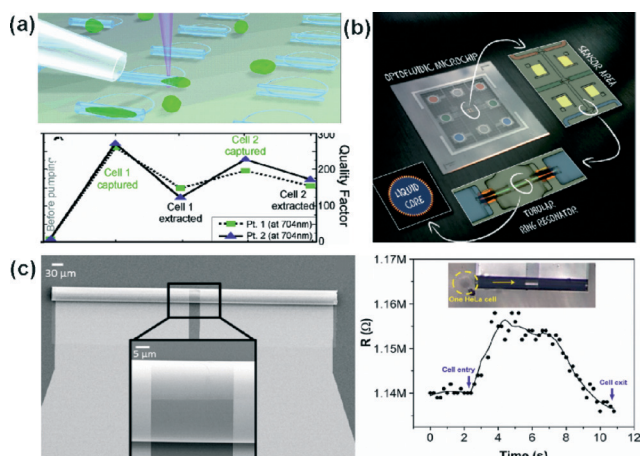 (a)
Before pumping
Cell 1
captured
Cell 1
extracted
Cell 2
captured
Cell 2
extracted
Pt. 1 (at 704nm)
Pt. 2 (at 704nm)
300
200
100
0
Quality Factor
(b)
OPTOFLUIDIC MICROCHIP
SENSOR
AREA
LIQUID
CORE
TUBULAR
RING RESONATOR
(c)
30 µm
5 µm
R (Ω)
1.17M
1.16M
1.15M
1.14M
One HeLa cell
Cell entry
Cell exit
0 2 4 6 8 10 12
Time (s)